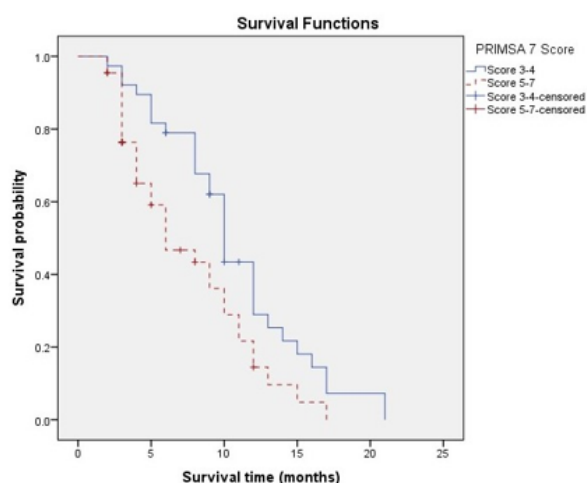 Survival Functions
PRIMSA 7 Score
Score 3-4
Score 5-7
Score 3-4-censored
Score 5-7-censored
1.0
0.8
0.6
0.4
0.2
0.0
Survival probability
0 5 10 15 20 25
Survival time (months)